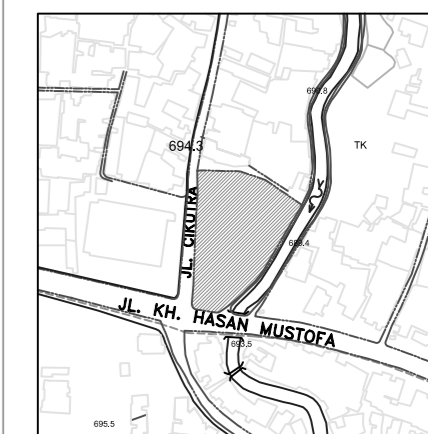 694.3
TK
JL. CIKUTRA
JL. KH. HASAN MUSTOFA
693.5
695.5